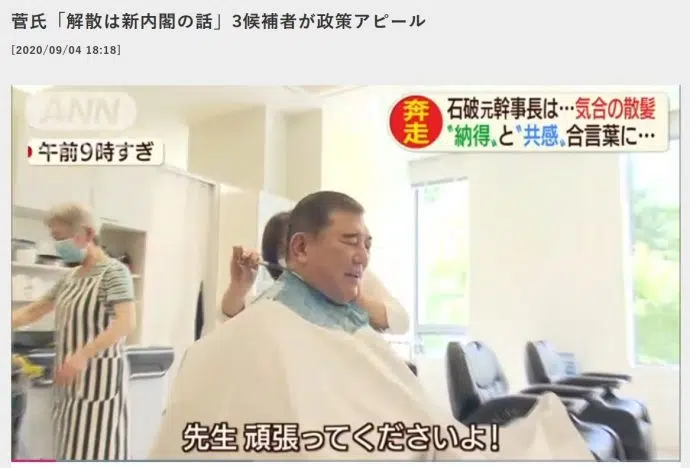 菅氏「解散は新内閣の話」3候補者が政策アピール
[2020/09/04 18:18]
ANN
午前9時すぎ
奔走
石破元幹事長は…気合の散髪
〝納得〟と〝共感〟合言葉に…
先生 頑張ってくださいよ!